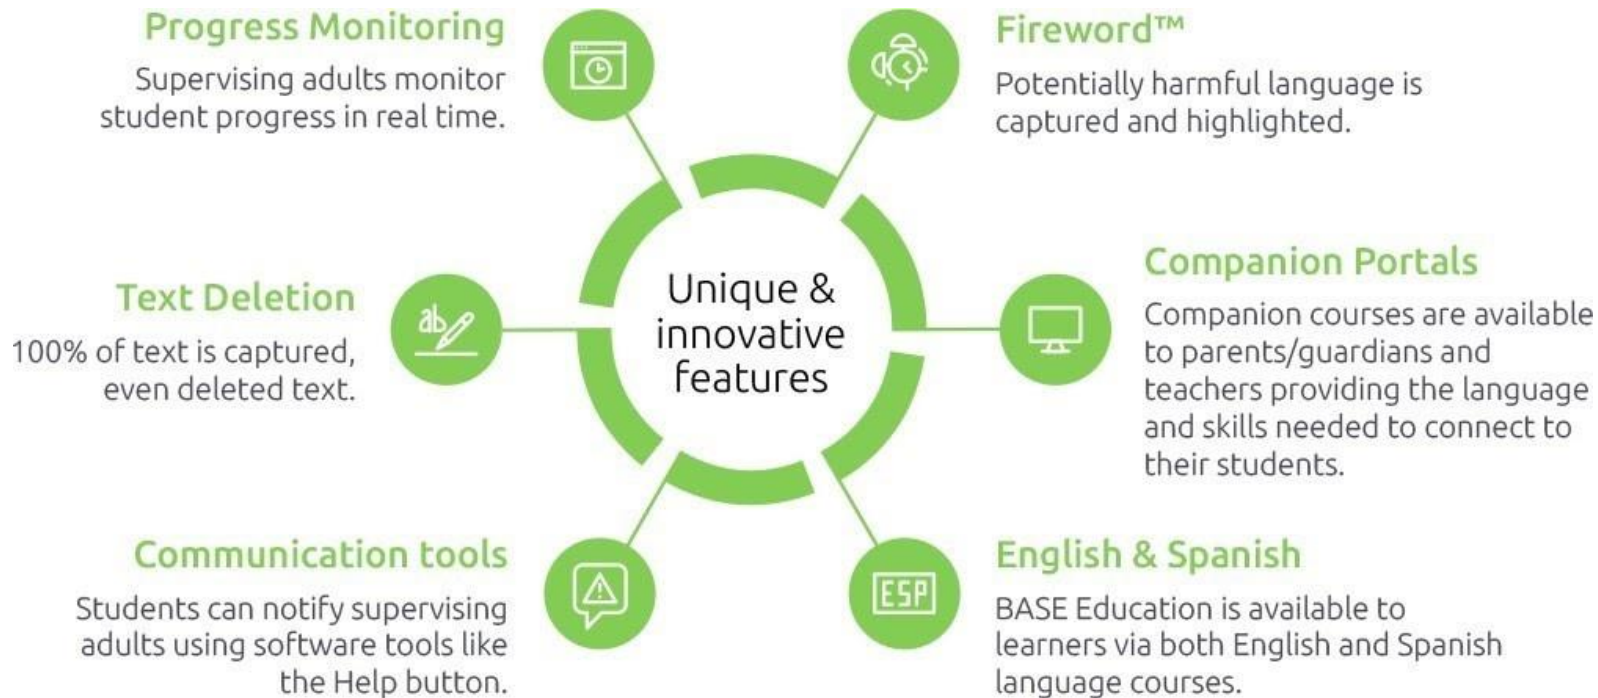 Progress Monitoring
Supervising adults monitor
student progress in real time.
Fireword™
Potentially harmful language is
captured and highlighted.
Text Deletion
100% of text is captured,
even deleted text.
ab
Unique &
innovative
features
Companion Portals
Companion courses are available
to parents/guardians and
teachers providing the language
and skills needed to connect to
their students.
Communication tools
Students can notify supervising
adults using software tools like
the Help button.
ESP
English & Spanish
BASE Education is available to
learners via both English and Spanish
language courses.